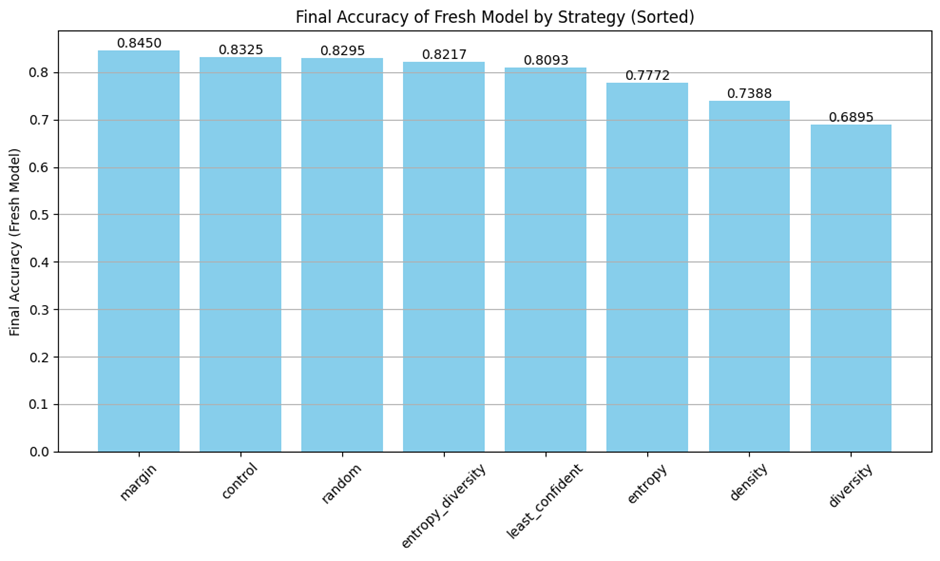 Final Accuracy of Fresh Model by Strategy (Sorted)
Final Accuracy (Fresh Model)
0.8
0.7
0.6
0.5
0.4
0.3
0.2
0.1
0.0
0.8450
0.8325
0.8295
0.8217
0.8093
0.7772
0.7388
0.6895
margin
control
random
entropy_diversity
least_confident
entropy
density
diversity